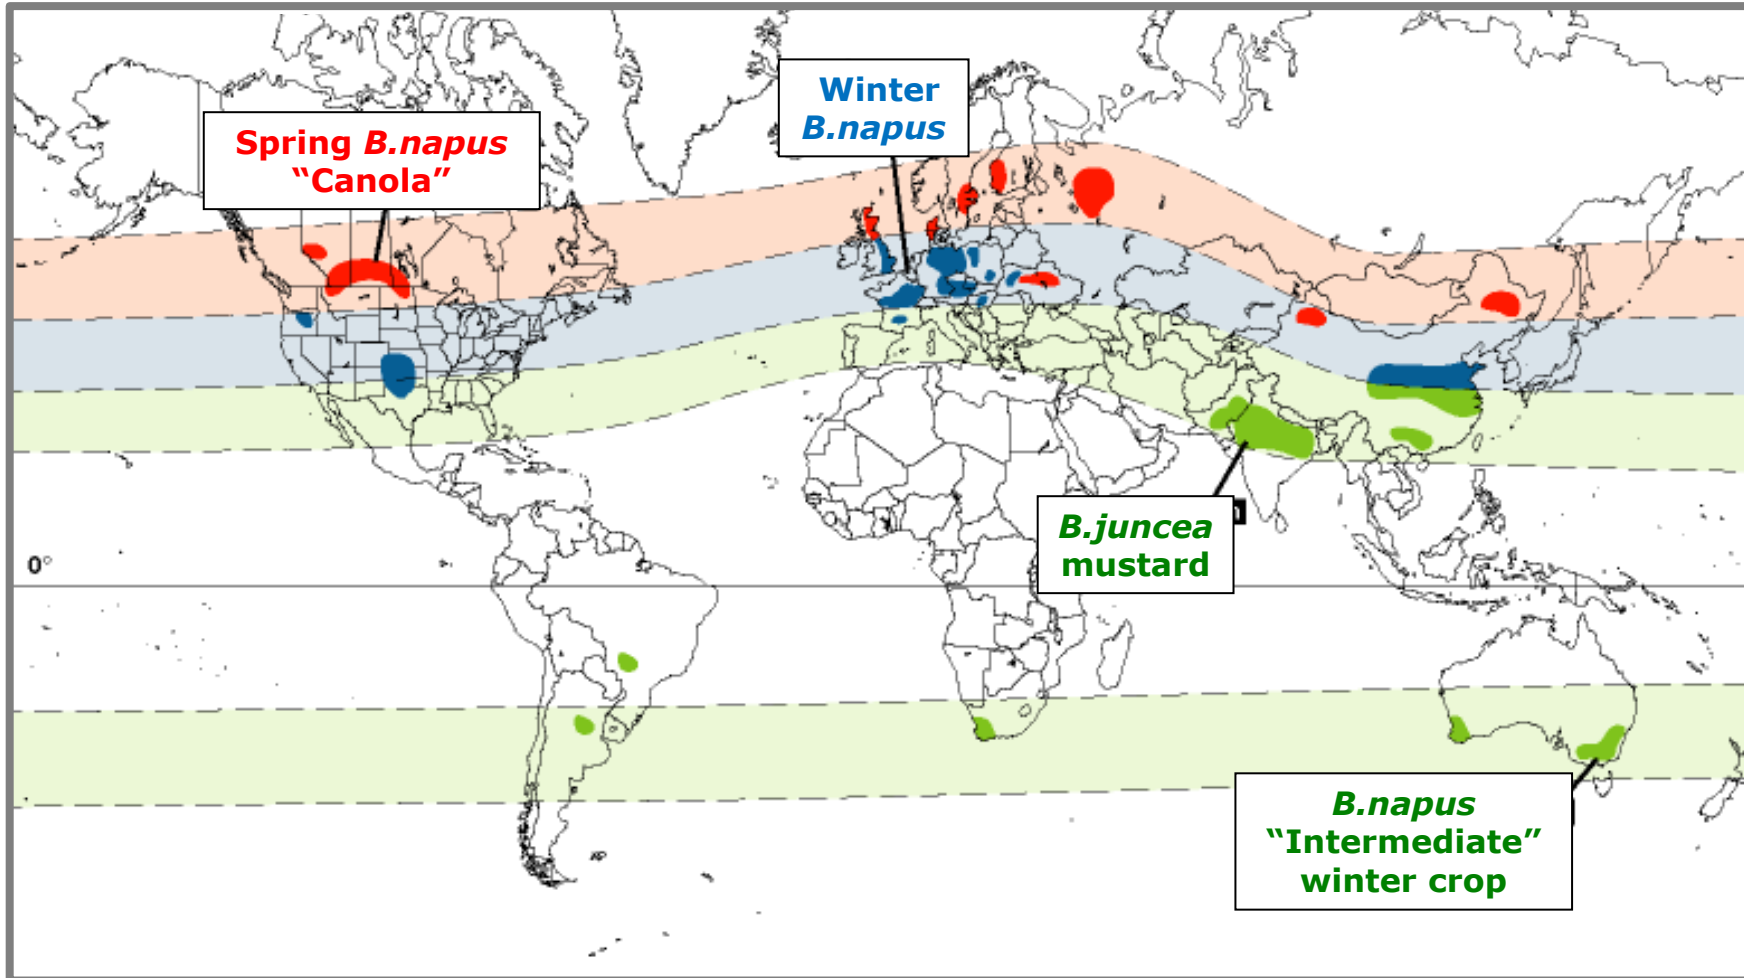 Winter
B.napus
Spring B.napus
“Canola”
B.juncea
mustard
0°
B.napus
“Intermediate”
winter crop